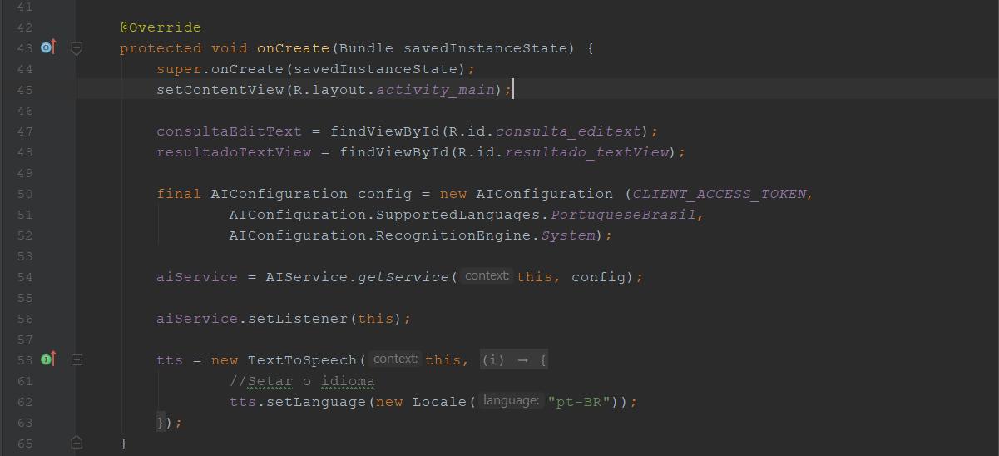 41
42 @Override
43 protected void onCreate(Bundle savedInstanceState) {
44 super.onCreate(savedInstanceState);
45 setContentView(R.layout.activity_main);
46
47 consultaEditText = findViewById(R.id.consulta_editext);
48 resultadoTextView = findViewById(R.id.resultado_textView);
49
50 final AIConfiguration config = new AIConfiguration (CLIENT_ACCESS_TOKEN,
51 AIConfiguration.SupportedLanguages.PortugueseBrazil,
52 AIConfiguration.RecognitionEngine.System);
53
54 aiService = AIService.getService( context: this, config);
55
56 aiService.setListener(this);
57
58 tts = new TextToSpeech( context: this, (i) → {
61 //Setar o idioma
62 tts.setLanguage(new Locale( language: "pt-BR"));
63 });
65 }